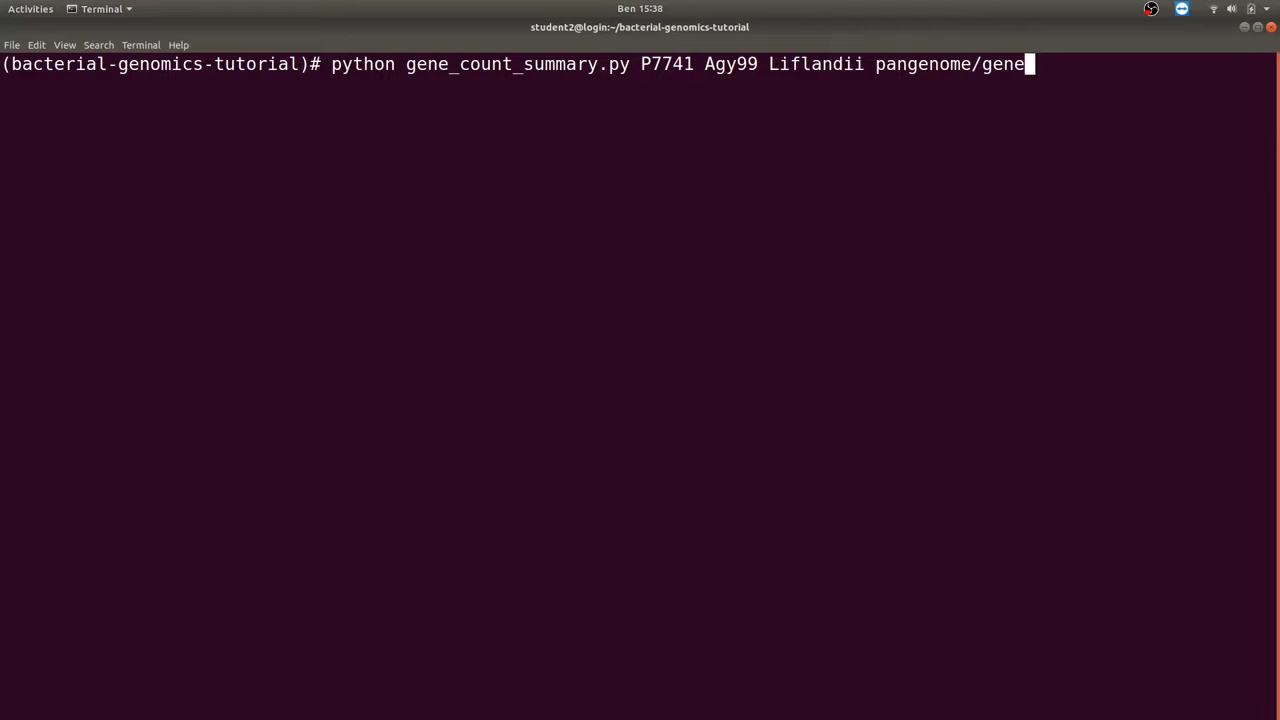 Activities Terminal Ben 15:38
student2@login:~/bacterial-genomics-tutorial
File Edit View Search Terminal Help
(bacterial-genomics-tutorial)# python gene_count_summary.py P7741 Agy99 Liflandii pangenome/gene